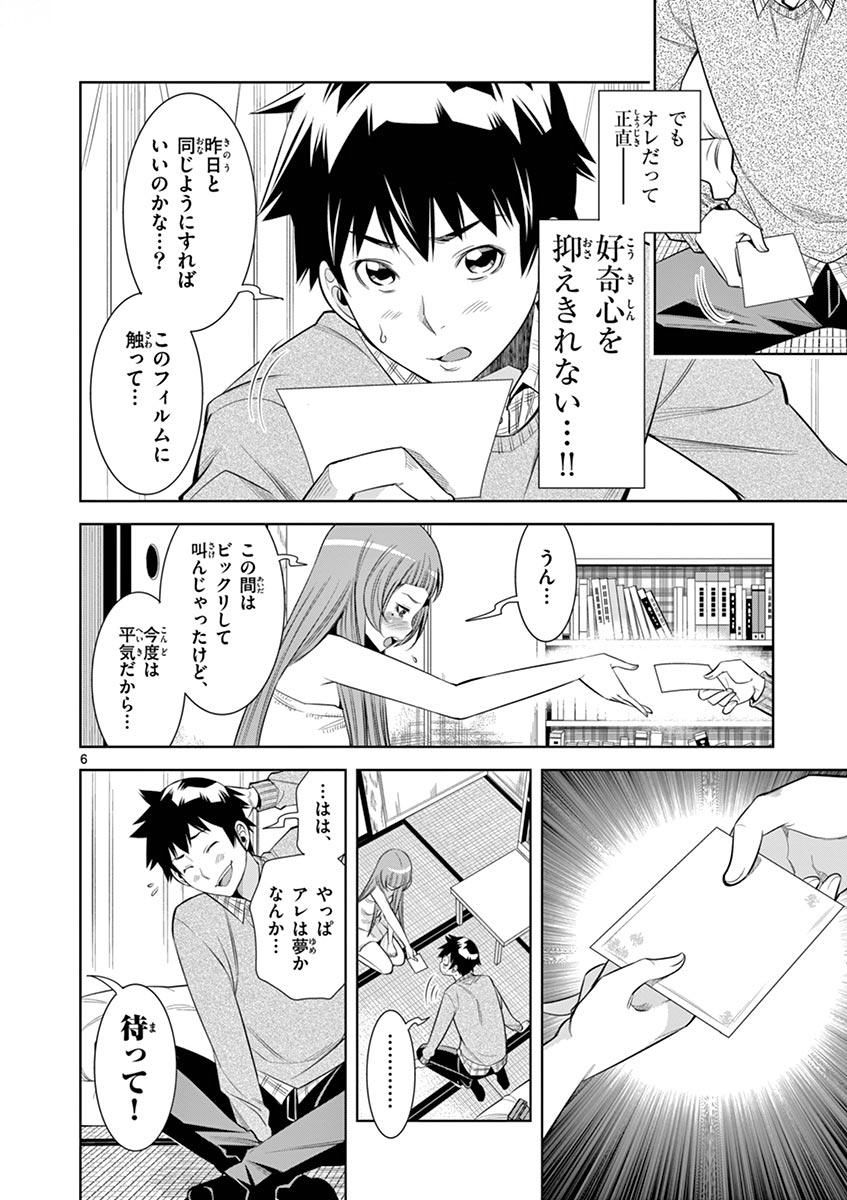 でも
オレだって
正直──
好奇心を
抑えきれない…!!
昨日と
同じようにすれば
いいのかな…?
このフィルムに
触って…
うん…
この間は
ビックリして
叫んじゃったけど、
今度は
平気だから…
…………
…はは、
やっぱ
アレは夢か
なんか…
待って!
6